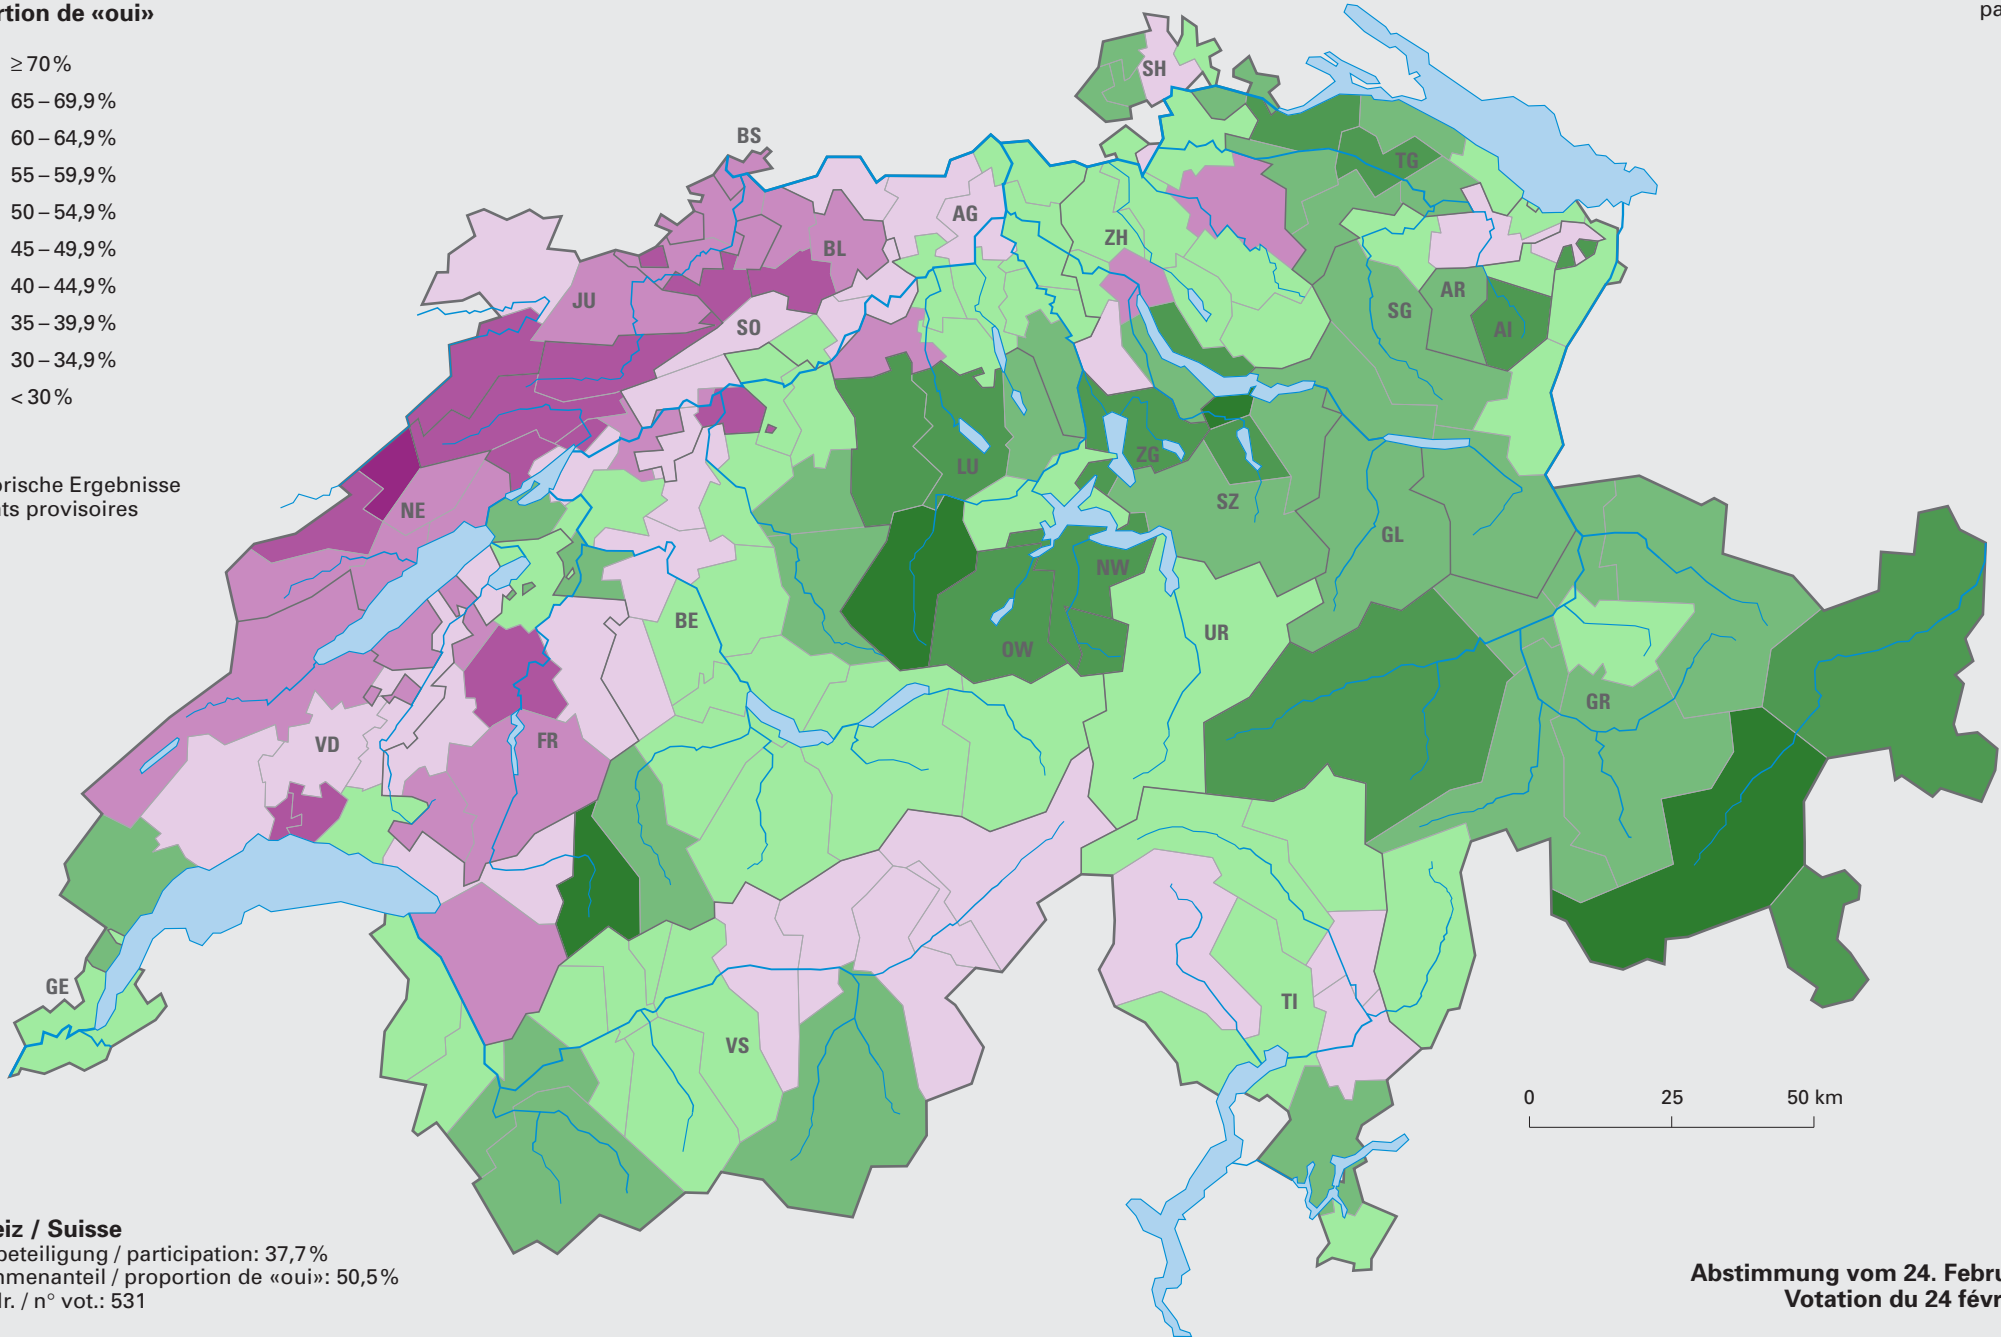 rtion de «oui»
pa
≥ 70 %
65 – 69,9 %
60 – 64,9 %
55 – 59,9 %
50 – 54,9 %
45 – 49,9 %
40 – 44,9 %
35 – 39,9 %
30 – 34,9 %
< 30 %
orische Ergebnisse
ats provisoires
SH
BS
TG
AG
ZH
BL
JU
AR
SG
SO
AI
LU
ZG
SZ
NE
GL
NW
BE
UR
OW
GR
VD
FR
GE
TI
VS
0 25 50 km
eiz / Suisse
beteiligung / participation: 37,7 %
mmenanteil / proportion de «oui»: 50,5 %
Nr. / n° vot.: 531
Abstimmung vom 24. Febru
Votation du 24 févr